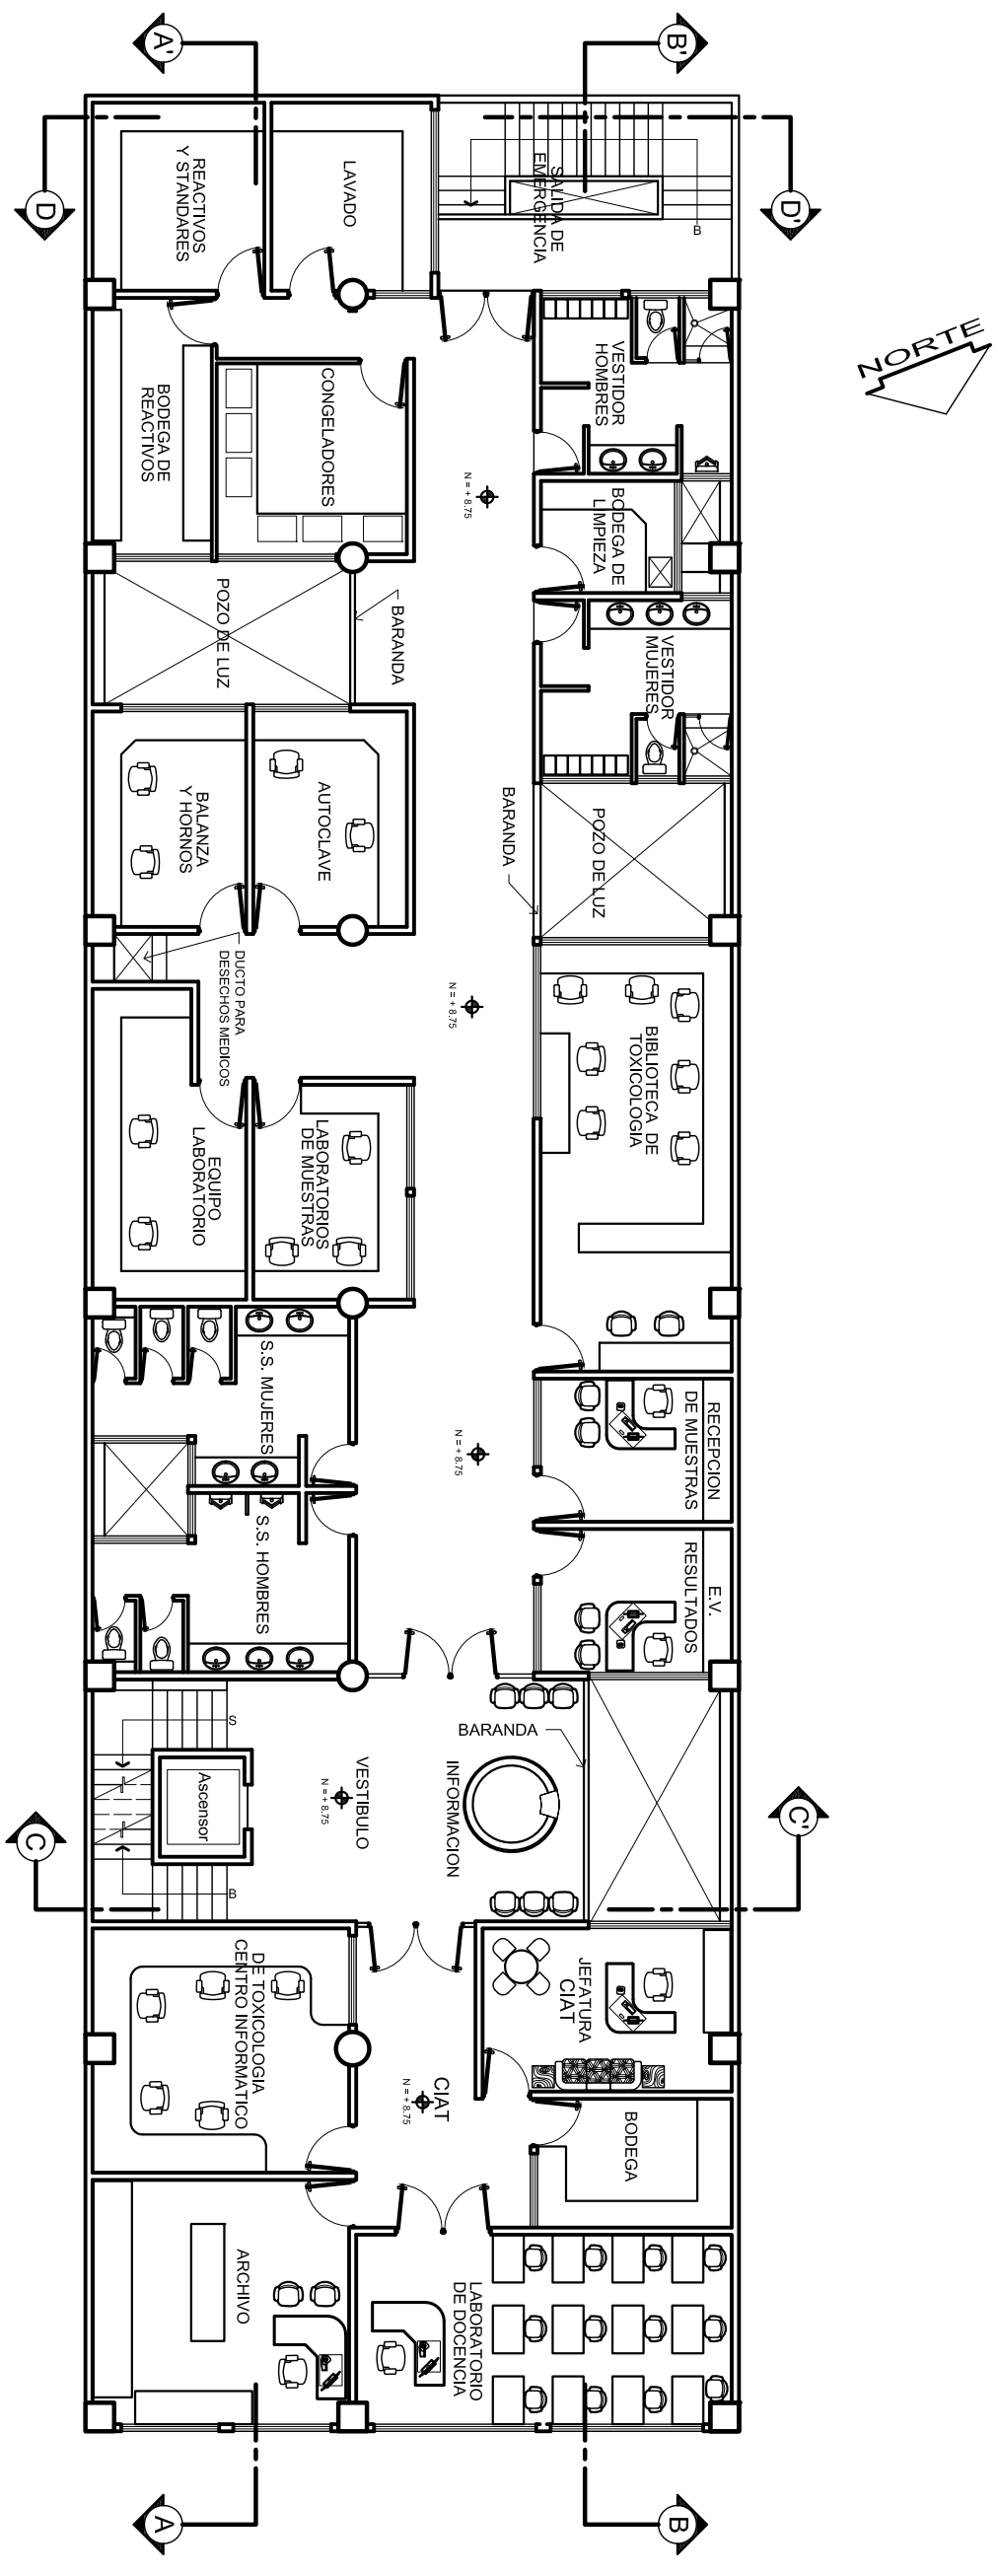 A'
B'
D
D'
REACTIVOS
Y STANDARES
LAVADO
SALIDA DE
EMERGENCIA
B
NORTE
VESTIDOR
HOMBRES
CONGELADORES
BODEGA DE
REACTIVOS
N = + 8.75
BODEGA DE
LIMPIEZA
POZO DE LUZ
BARANDA
VESTIDOR
MUJERES
BALANZA
Y HORNOS
AUTOCLAVE
BARANDA
POZO DE LUZ
DUCTO PARA
DESECHOS MEDICOS
N = + 8.75
BIBLIOTECA DE
TOXICOLOGIA
EQUIPO
LABORATORIO
LABORATORIOS
DE MUESTRAS
S.S. MUJERES
N = + 8.75
RECEPCION
DE MUESTRAS
S.S. HOMBRES
E.V.
RESULTADOS
S
Ascensor
B
VESTIBULO
N = + 8.75
INFORMACION
BARANDA
C
C'
DE TOXICOLOGIA
CENTRO INFORMATICO
JEFATURA
CIAT
CIAT
N = + 8.75
BODEGA
ARCHIVO
LABORATORIO
DE DOCENCIA
A
B